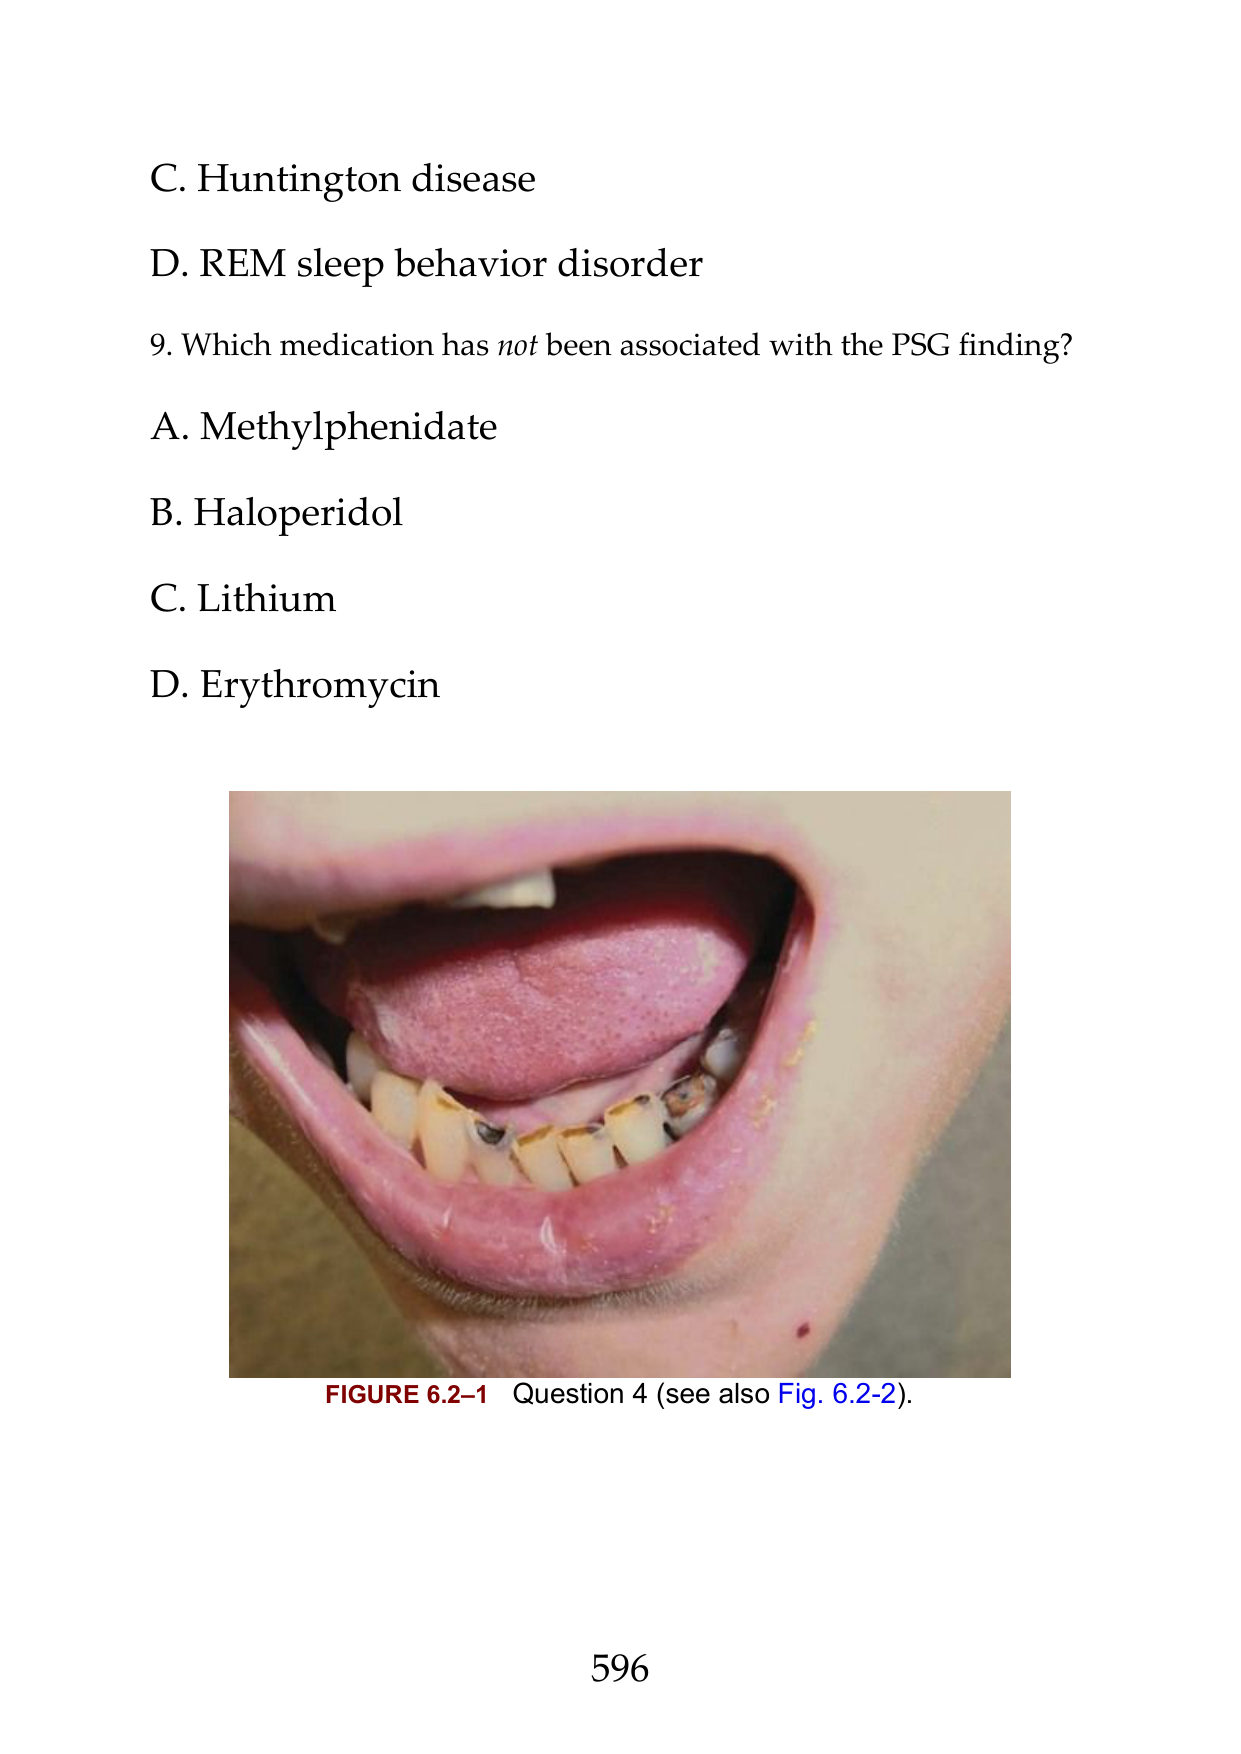 C. Huntington disease
D. REM sleep behavior disorder
9. Which medication has not been associated with the PSG finding?
A. Methylphenidate
B. Haloperidol
C. Lithium
D. Erythromycin
FIGURE 6.2–1 Question 4 (see also Fig. 6.2-2).
596